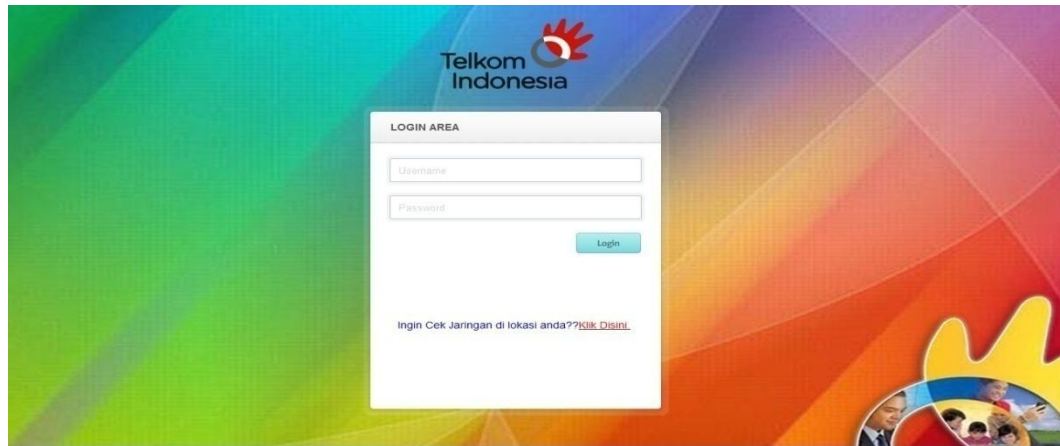 Telkom
Indonesia
LOGIN AREA
Username
Password
Login
Ingin Cek Jaringan di lokasi anda??Klik Disini.